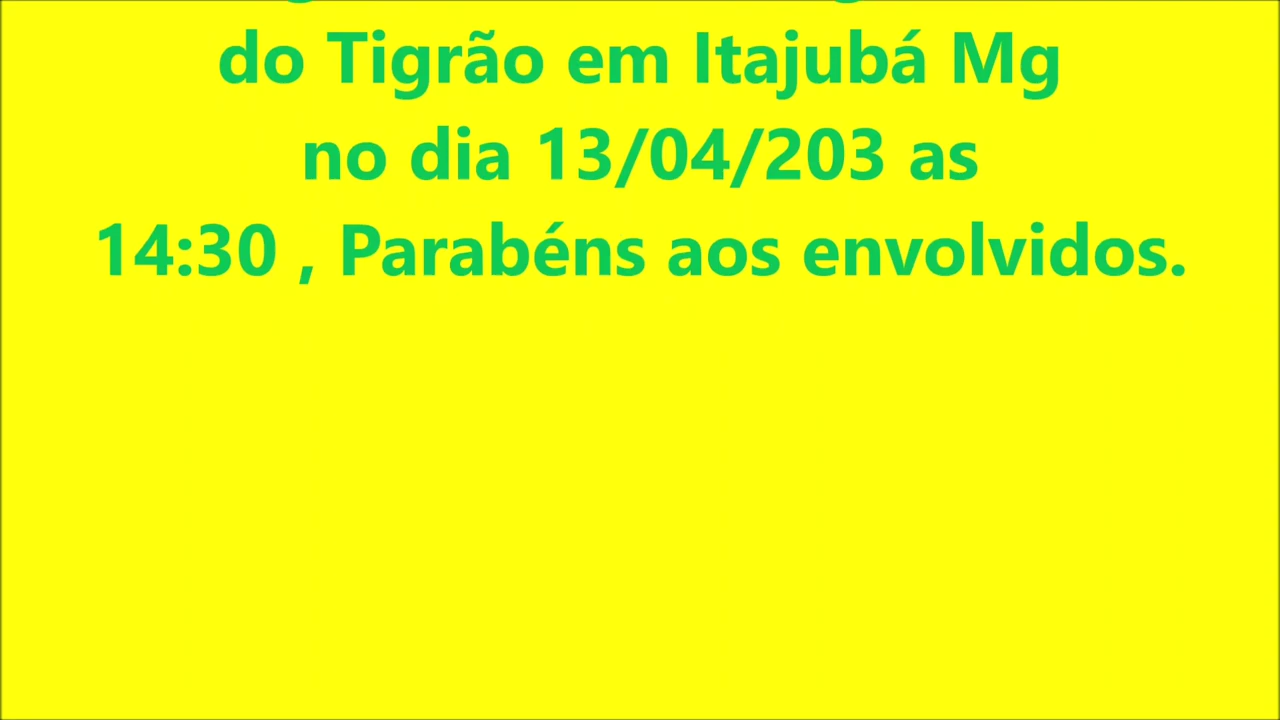 do Tigrão em Itajubá Mg
no dia 13/04/203 as
14:30 , Parabéns aos envolvidos.